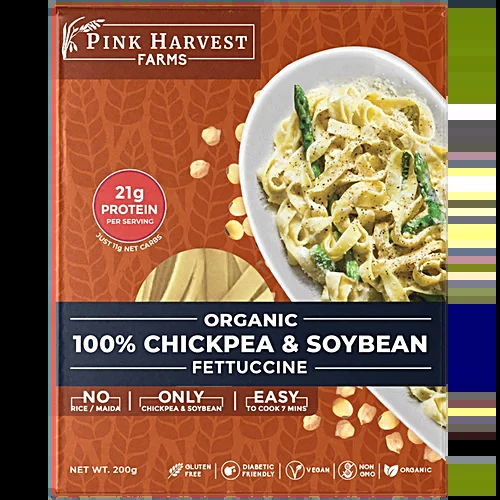 PINK HARVEST
FARMS
21g
PROTEIN
PER SERVING
JUST 11g NET CARBS
ORGANIC
100% CHICKPEA & SOYBEAN
FETTUCCINE
NO
RICE / MAIDA
ONLY
CHICKPEA & SOYBEAN
EASY
TO COOK 7 MINS
NET WT. 200g
GLUTEN
FREE
DIABETIC
FRIENDLY
VEGAN
NON
GMO
ORGANIC